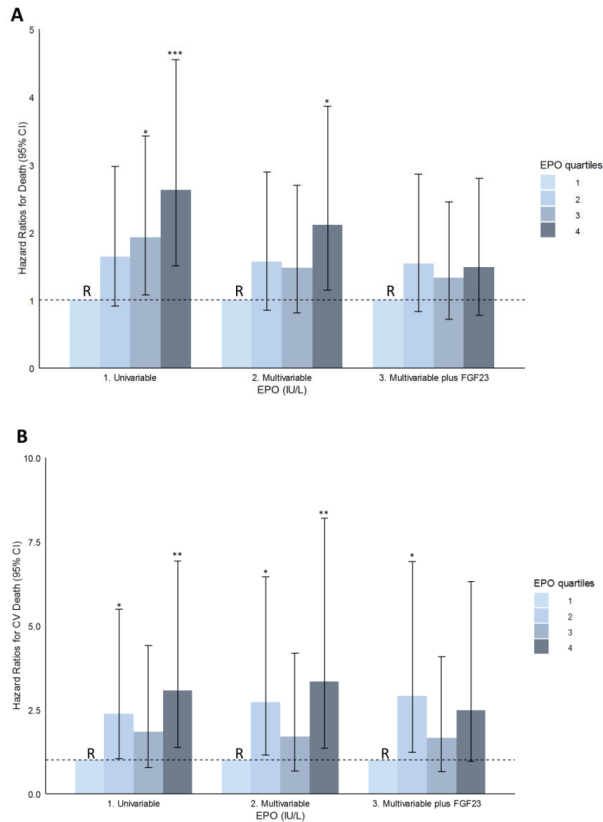 A
5
***
*
*
4
Hazard Ratios for Death (95% CI)
EPO quartiles
3
1
2
3
2
4
R
R
R
1
0
1. Univariable
2. Multivariable
3. Multivariable plus FGF23
EPO (IU/L)
B
10.0
**
**
*
*
*
7.5
Hazard Ratios for CV Death (95% CI)
EPO quartiles
1
5.0
2
3
4
2.5
R
R
R
0.0
1. Univariable
2. Multivariable
3. Multivariable plus FGF23
EPO (IU/L)